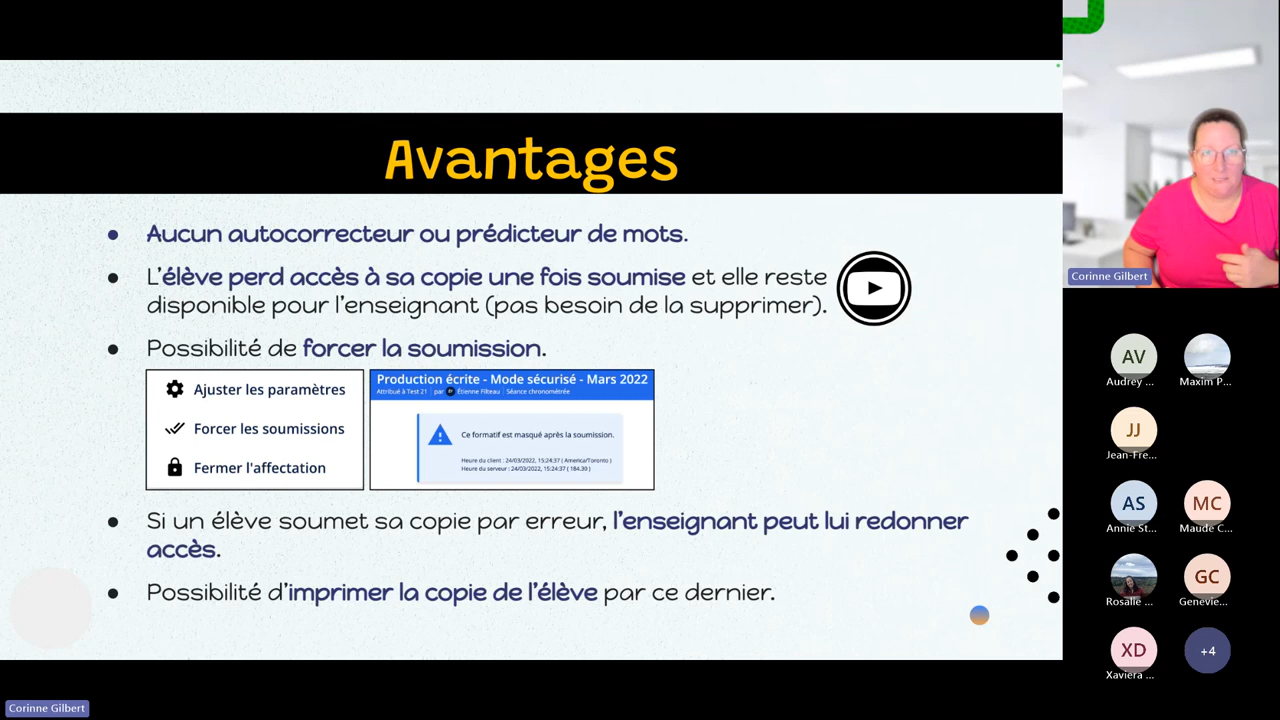 Avantages
Aucun autocorrecteur ou prédicteur de mots.
L'élève perd accès à sa copie une fois soumise et elle reste
disponible pour l'enseignant (pas besoin de la supprimer).
Possibilité de forcer la soumission.
Ajuster les paramètres
Forcer les soumissions
Fermer l'affectation
Production écrite - Mode sécurisé - Mars 2022
Attribué à Test 21 | par Étienne Filteau | Séance chronométrée
Ce formatif est masqué après la soumission.
Heure du client : 24/03/2022, 15:24:37 ( America/Toronto )
Heure du serveur : 24/03/2022, 15:24:37 ( 184.30 )
Si un élève soumet sa copie par erreur, l'enseignant peut lui redonner
accès.
Possibilité d'imprimer la copie de l'élève par ce dernier.
Corinne Gilbert
Corinne Gilbert
AV
Audrey ...
Maxim P...
JJ
Jean-Fre...
AS
Annie St...
MC
Maude C...
Rosalie ...
GC
Genevie...
XD
Xaviera ...
+4